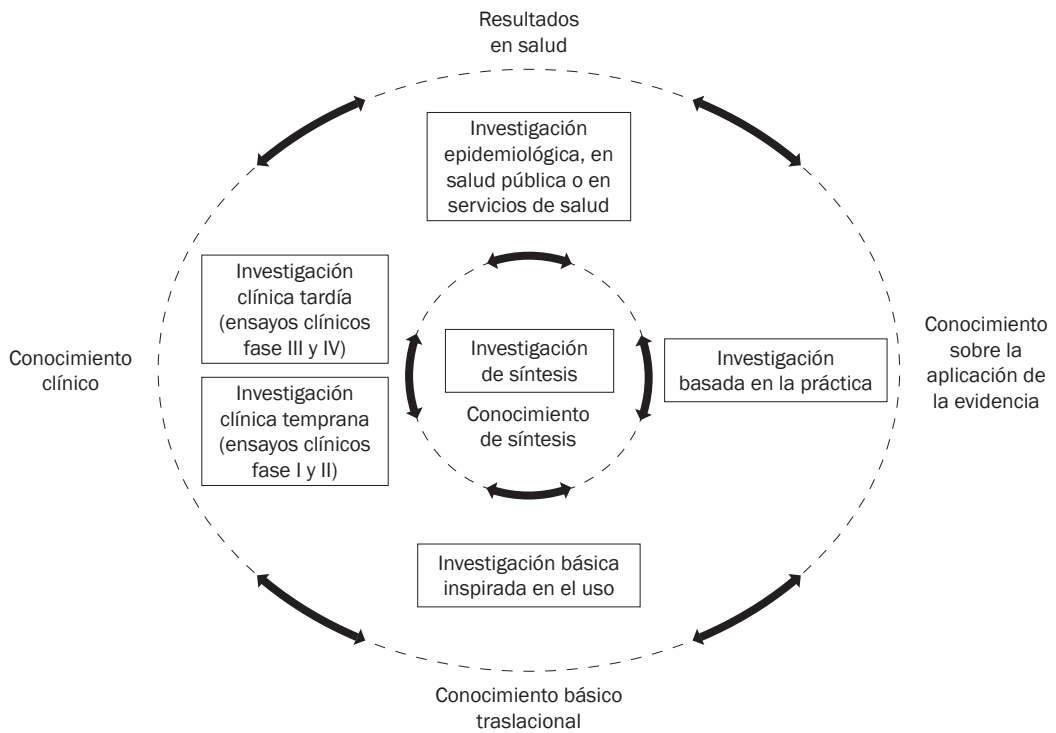 Resultados
en salud
Investigación
epidemiológica, en
salud pública o en
servicios de salud
Investigación
clínica tardía
(ensayos clínicos
fase III y IV)
Conocimiento
clínico
Investigación
clínica temprana
(ensayos clínicos
fase I y II)
Investigación
de síntesis
Conocimiento
de síntesis
Investigación
basada en la práctica
Conocimiento
sobre la
aplicación de
la evidencia
Investigación básica
inspirada en el uso
Conocimiento básico
traslacional